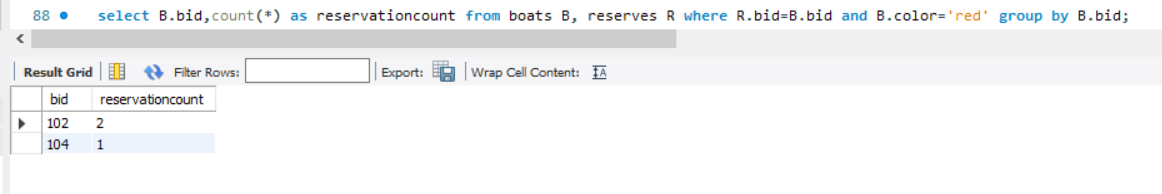 88 select B.bid,count(*) as reservationcount from boats B, reserves R where R.bid=B.bid and B.color='red' group by B.bid;
Result Grid Filter Rows: Export: Wrap Cell Content: IA
bid reservationcount
102 2
104 1